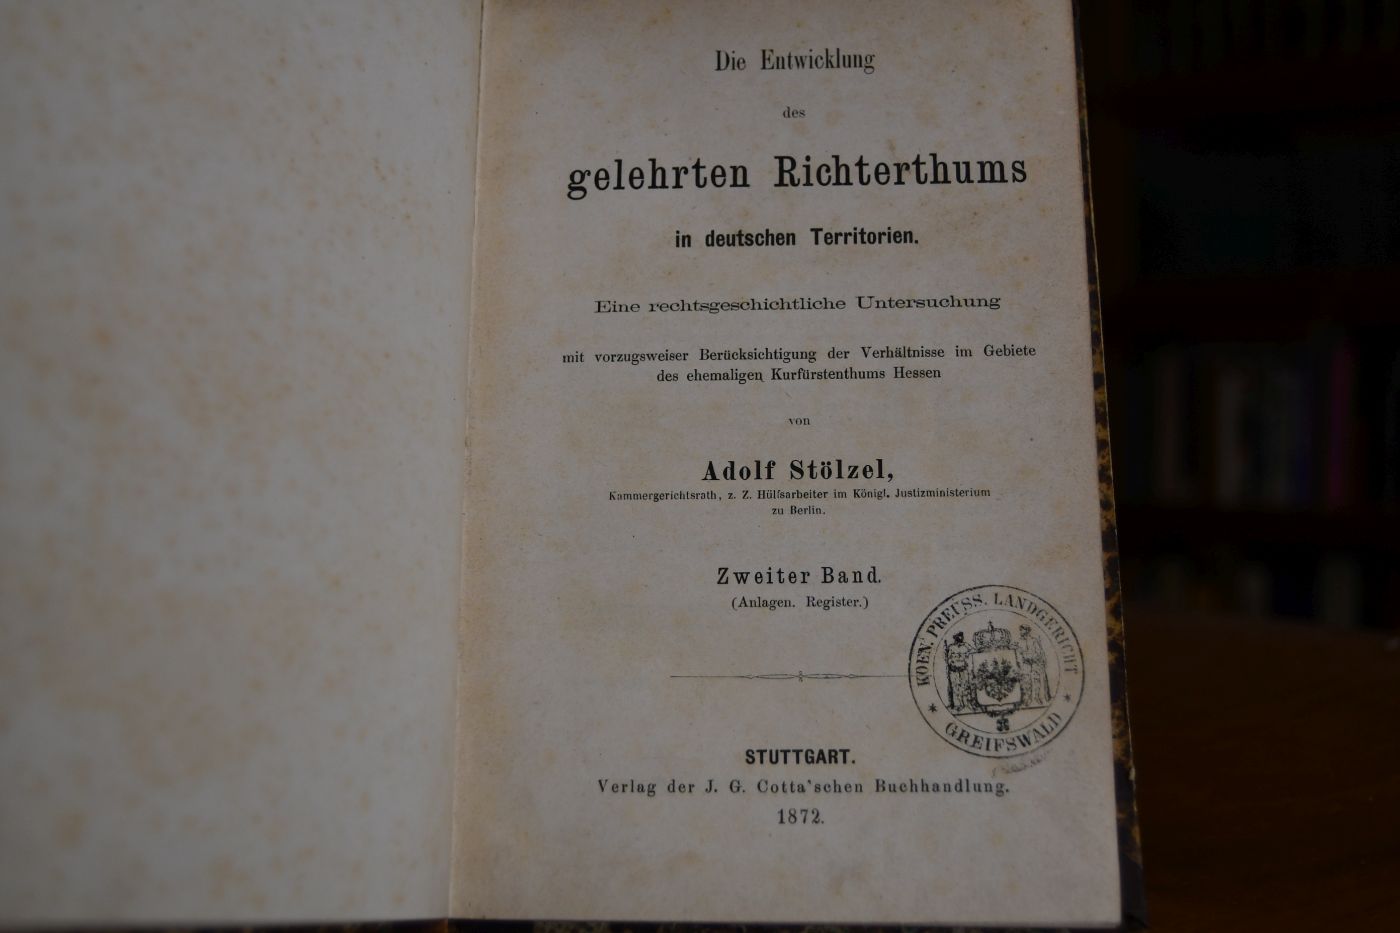 Die Entwicklung
des
gelehrten Richterthums
in deutschen Territorien.
Eine rechtsgeschichtliche Untersuchung
mit vorzugsweiser Berücksichtigung der Verhältnisse im Gebiete
des ehemaligen Kurfürstenthums Hessen
von
Adolf Stölzel,
Kammergerichtsrath, z. Z. Hülfsarbeiter im Königl. Justizministerium
zu Berlin.
Zweiter Band.
(Anlagen. Register.)
KOEN. PREUSS. LANDGERICHT
* GREIFSWALD *
STUTTGART.
Verlag der J. G. Cotta'schen Buchhandlung.
1872.